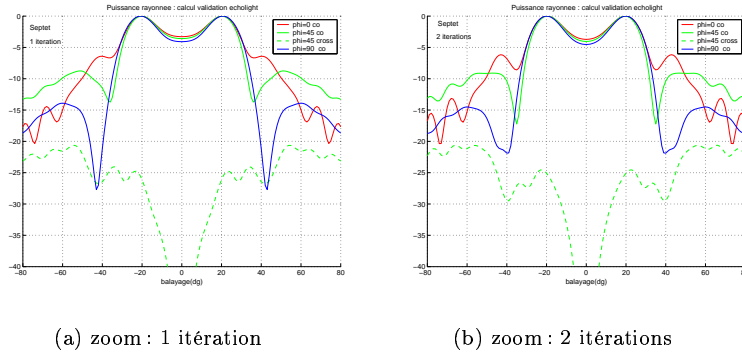 Puissance rayonnee : calcul validation echolight
Septet
1 iteration
phi=0 co
phi=45 co
phi=45 cross
phi=90 co
0
−5
−10
−15
−20
−25
−30
−35
−40
−80 −60 −40 −20 0 20 40 60 80
balayage(dg)
(a) zoom : 1 itération
Puissance rayonnee : calcul validation echolight
Septet
2 iterations
phi=0 co
phi=45 co
phi=45 cross
phi=90 co
0
−5
−10
−15
−20
−25
−30
−35
−40
−80 −60 −40 −20 0 20 40 60 80
balayage(dg)
(b) zoom : 2 itérations